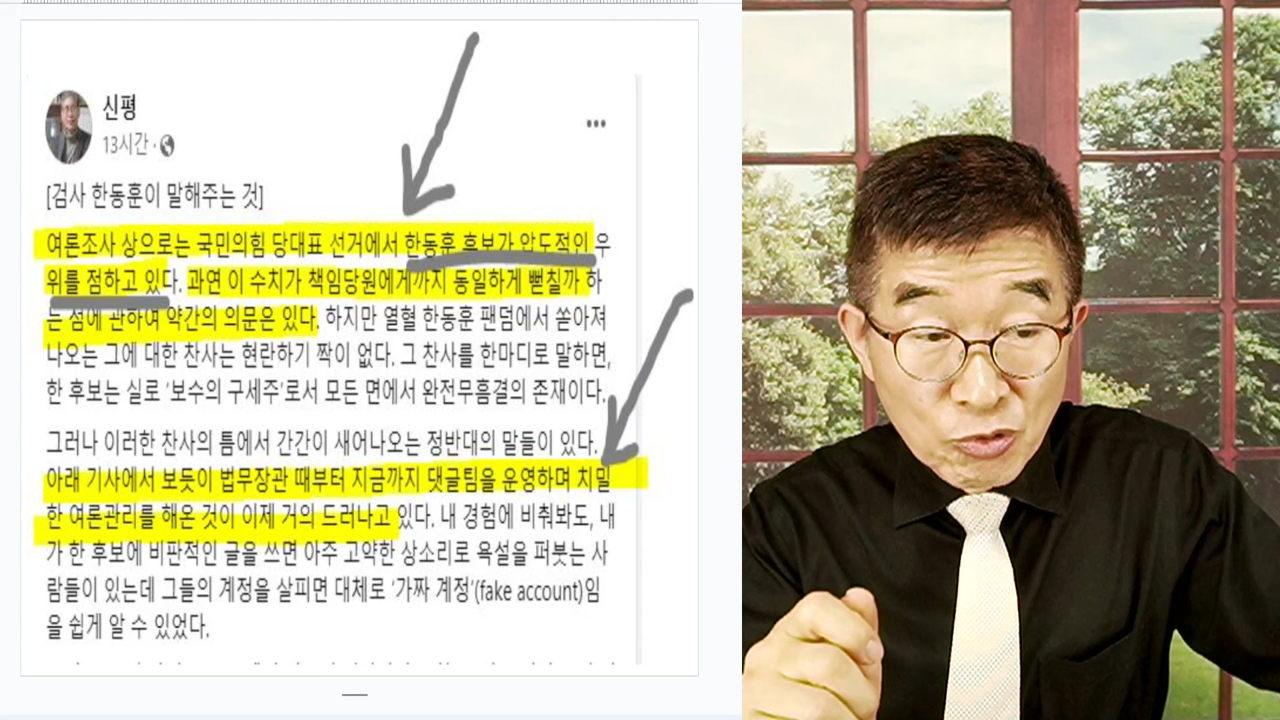 신평
13시간
[검사 한동훈이 말해주는 것]
여론조사 상으로는 국민의힘 당대표 선거에서 한동훈 후보가 압도적인 우
위를 점하고 있다. 과연 이 수치가 책임당원에게까지 동일하게 뻗칠까 하
는 점에 관하여 약간의 의문은 있다. 하지만 열혈 한동훈 팬덤에서 쏟아져
나오는 그에 대한 찬사는 현란하기 짝이 없다. 그 찬사를 한마디로 말하면,
한 후보는 실로 '보수의 구세주'로서 모든 면에서 완전무흠결의 존재이다.
그러나 이러한 찬사의 틈에서 간간이 새어나오는 정반대의 말들이 있다.
아래 기사에서 보듯이 법무장관 때부터 지금까지 댓글팀을 운영하며 치밀
한 여론관리를 해온 것이 이제 거의 드러나고 있다. 내 경험에 비춰봐도, 내
가 한 후보에 비판적인 글을 쓰면 아주 고약한 상소리로 욕설을 퍼붓는 사
람들이 있는데 그들의 계정을 살피면 대체로 '가짜 계정'(fake account)임
을 쉽게 알 수 있었다.